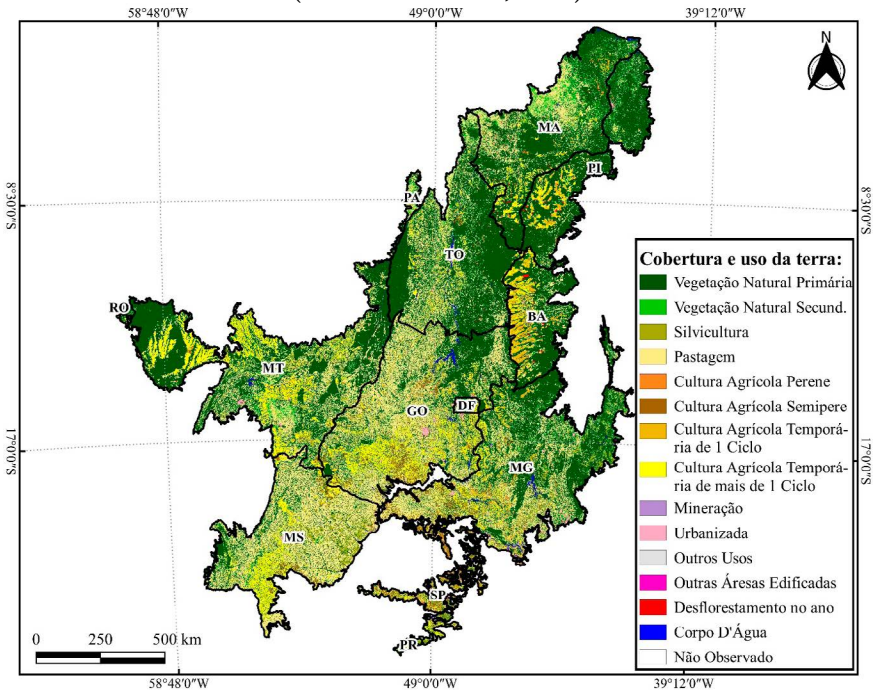 58°48'0"W 49°0'0"W 39°12'0"W
N
MA
PI
PA
8°30'0"S 8°30'0"S
TO
RO
BA
MT
GO
DF
17°0'0"S 17°0'0"S
MG
MS
SP
PR
Cobertura e uso da terra:
Vegetação Natural Primária
Vegetação Natural Secund.
Silvicultura
Pastagem
Cultura Agrícola Perene
Cultura Agrícola Semipere
Cultura Agrícola Temporá-
ria de 1 Ciclo
Cultura Agrícola Temporá-
ria de mais de 1 Ciclo
Mineração
Urbanizada
Outros Usos
Outras Áresas Edificadas
Desflorestamento no ano
Corpo D'Água
Não Observado
0 250 500 km
58°48'0"W 49°0'0"W 39°12'0"W